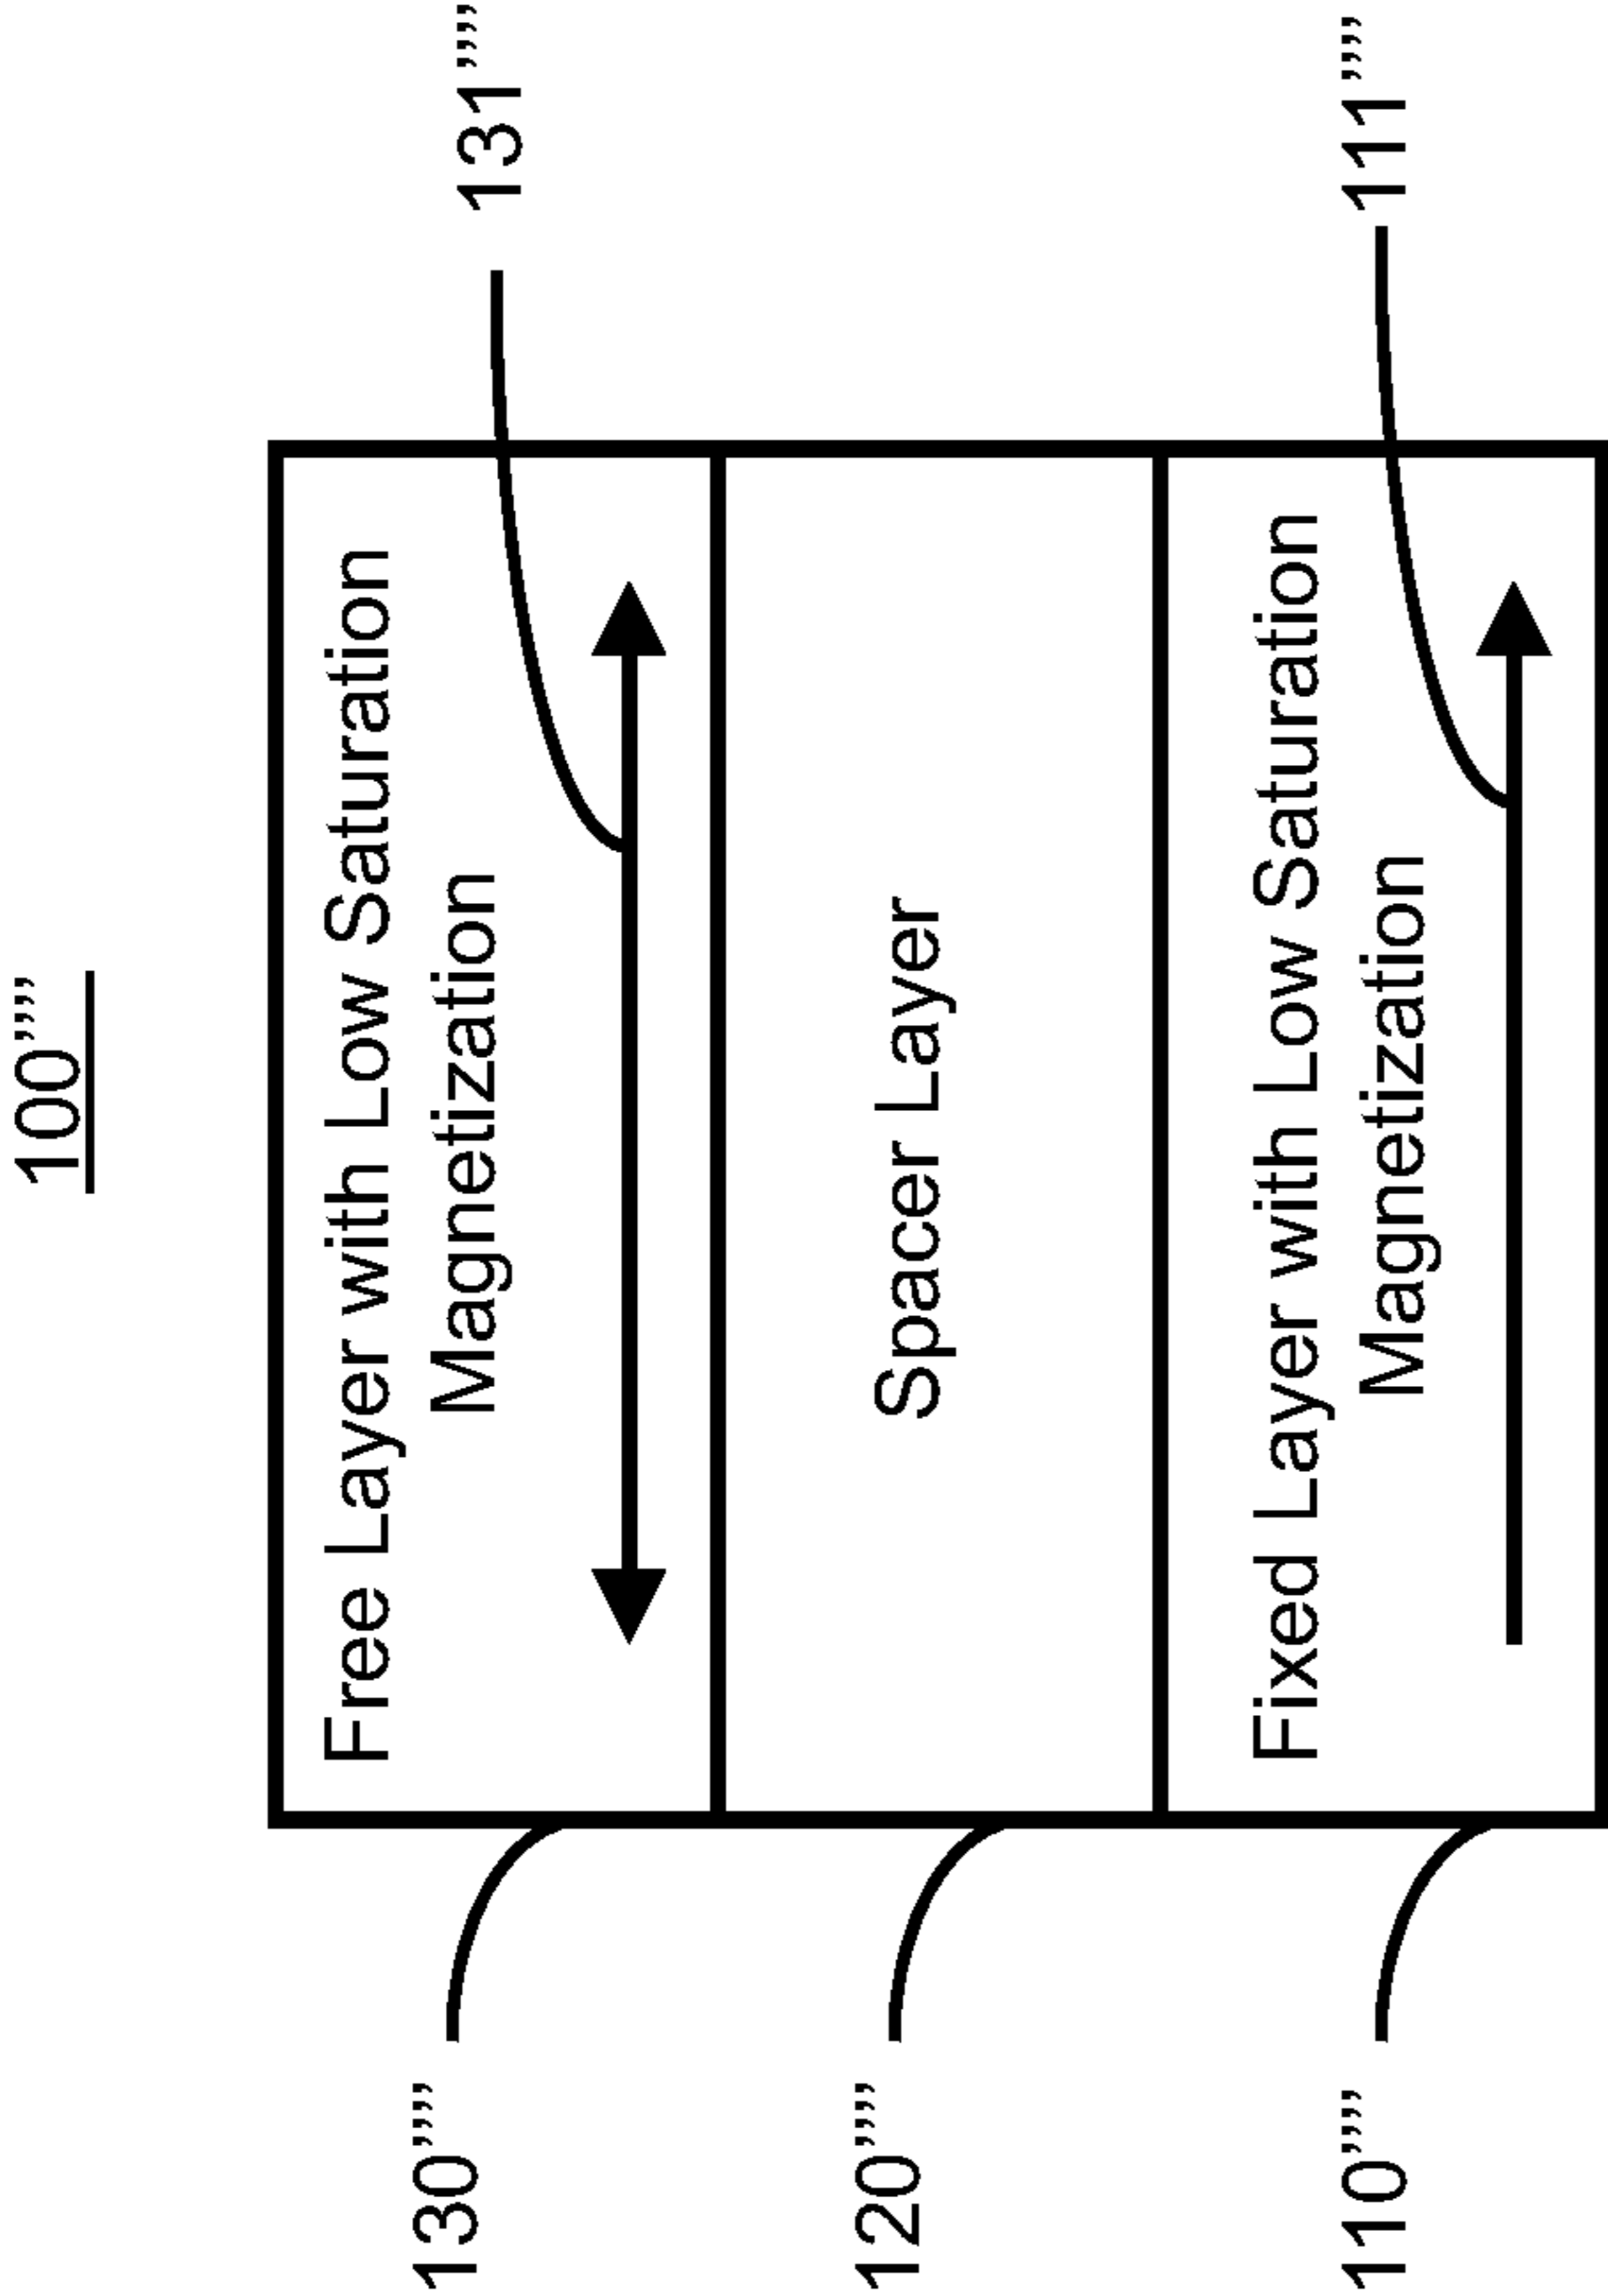 100””
Free Layer with Low Saturation
Magnetization
131””
130””
Spacer Layer
120””
Fixed Layer with Low Saturation
Magnetization
111””
110””